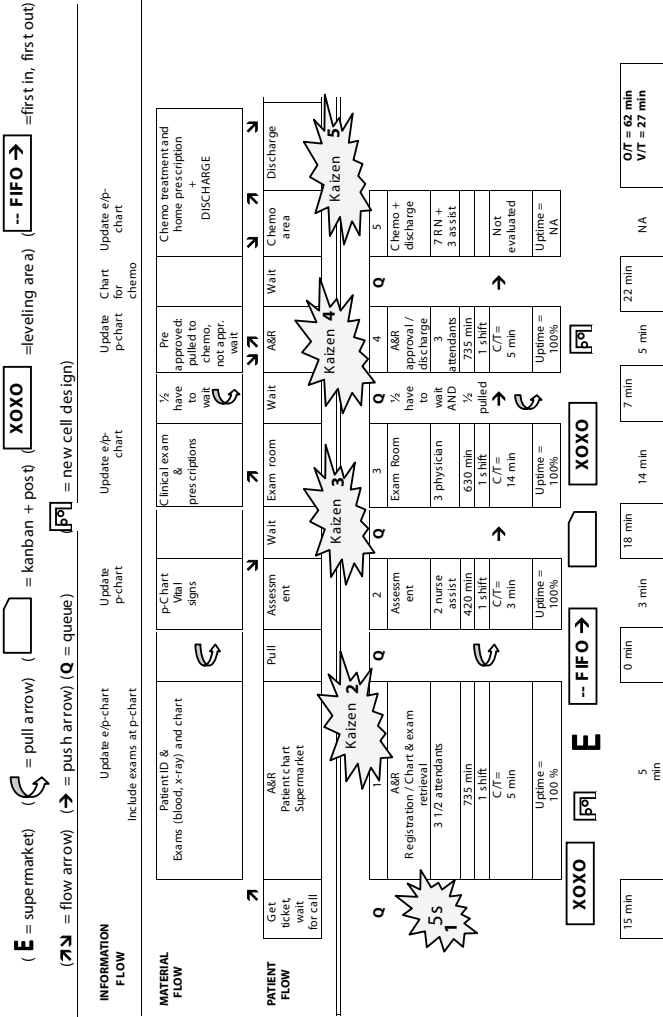 ( E = supermarket) ( = pull arrow) ( = kanban + post) ( XOXO =leveling area) ( -- FIFO → =first in, first out)
( = flow arrow) ( → = push arrow) ( Q = queue) ( = new cell design)
INFORMATION
FLOW
Update e/p-chart
Include exams at p-chart
Update
p-chart
Update e/p-
chart
Update
p-chart
Chart
for
chemo
Update e/p-
chart
MATERIAL
FLOW
Patient ID &
Exams (blood, x-ray) and chart
p-Chart
Vital
signs
Clinical exam
&
prescriptions
½
have
to
wait
Pre
approved:
pulled to
chemo,
not appr.
wait
Chemo treatment and
home prescription
+
DISCHARGE
PATIENT
FLOW
Get
ticket,
wait
for call
A&R
Patient chart
Supermarket
Pull
Assessm
ent
Wait
Exam room
Wait
A&R
Wait
Chemo
area
Discharge
Kaizen 2
Kaizen 3
Kaizen 4
Kaizen 5
5s
1
Q
1
A&R
Registration / Chart & exam
retrieval
3 1/2 attendants
735 min
1 shift
C/T=
5 min
Uptime =
100 %
Q
2
Assessm
ent
2 nurse
assist
420 min
1 shift
C/T=
3 min
Uptime =
100%
Q
→
3
Exam Room
3 physician
630 min
1 shift
C/T=
14 min
Uptime =
100%
Q
½
have
to
wait
AND
½
pulled
→
4
A&R
approval /
discharge
3
attendants
735 min
1 shift
C/T=
5 min
Uptime =
100%
Q
→
5
Chemo +
discharge
7 RN +
3 assist
Not
evaluated
Uptime =
NA
XOXO
E
-- FIFO →
XOXO
15 min
5
min
0 min
3 min
18 min
14 min
7 min
5 min
22 min
NA
O/T = 62 min
V/T = 27 min